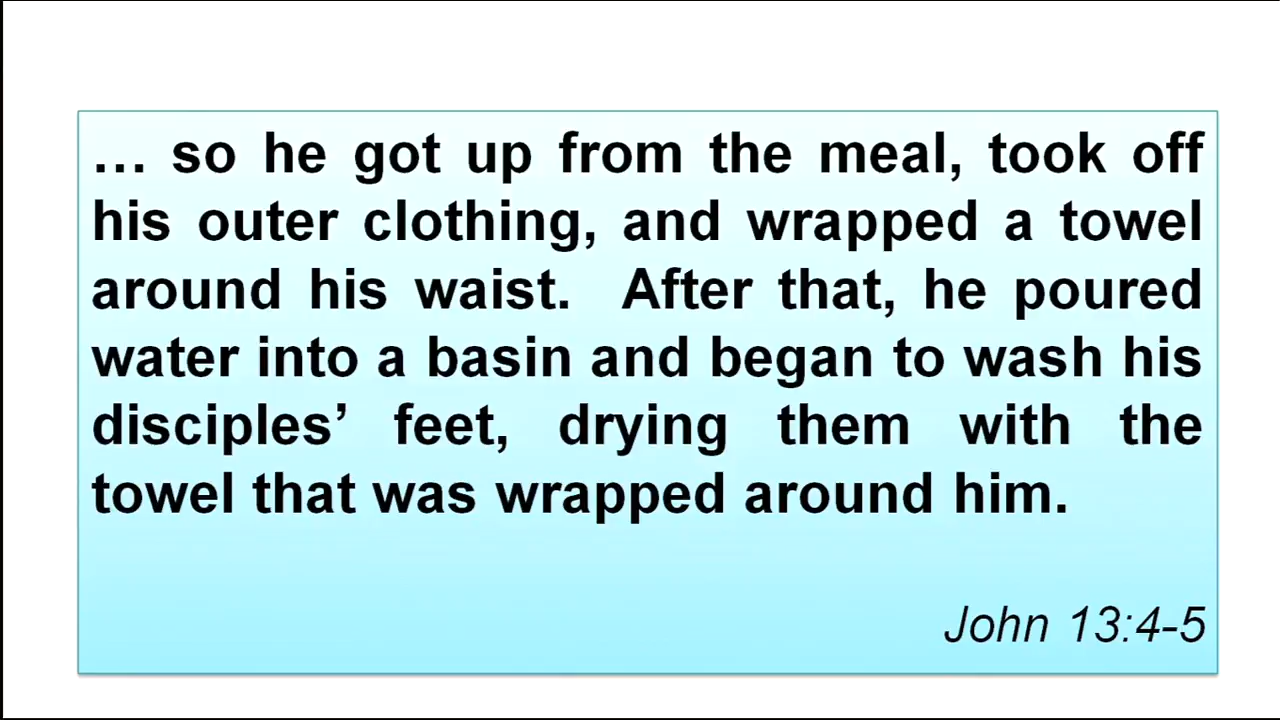 … so he got up from the meal, took off
his outer clothing, and wrapped a towel
around his waist.  After that, he poured
water into a basin and began to wash his
disciples’ feet, drying them with the
towel that was wrapped around him.
John 13:4-5